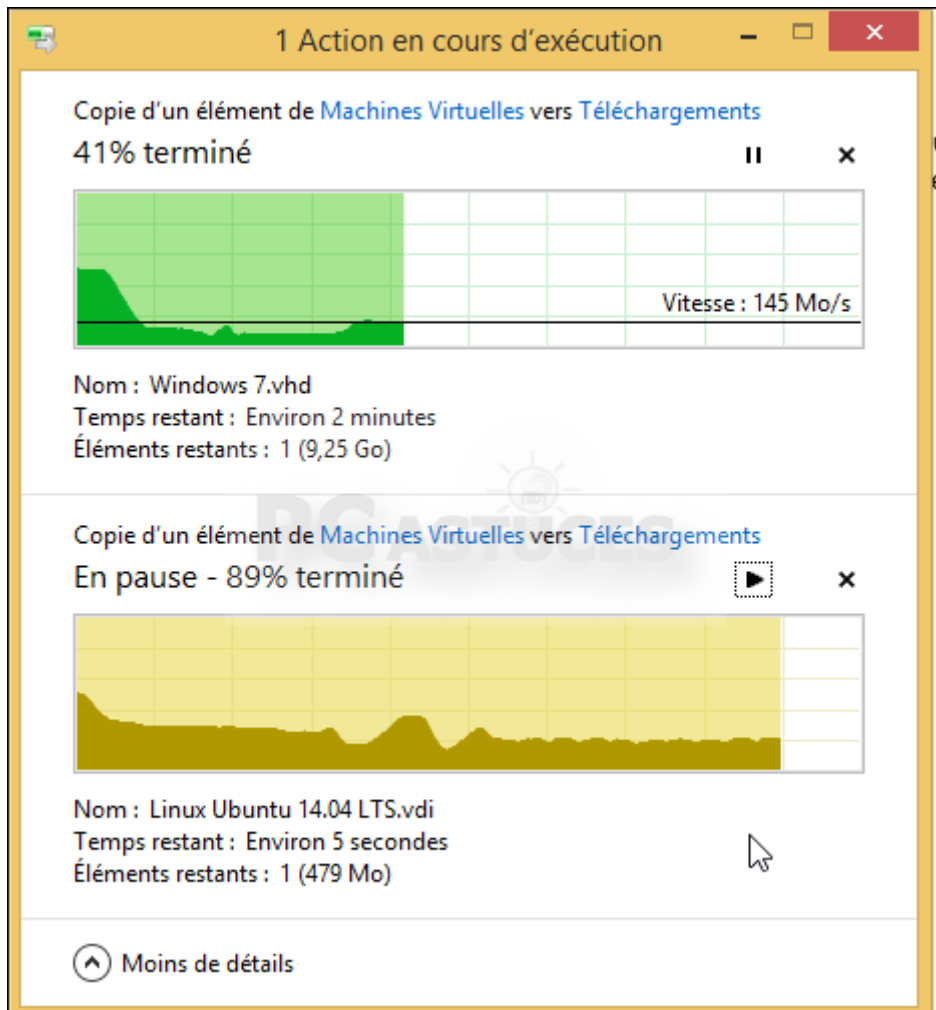 1 Action en cours d'exécution
Copie d'un élément de Machines Virtuelles vers Téléchargements
41% terminé
Vitesse : 145 Mo/s
Nom : Windows 7.vhd
Temps restant : Environ 2 minutes
Éléments restants : 1 (9,25 Go)
PC ASTUCES
Copie d'un élément de Machines Virtuelles vers Téléchargements
En pause - 89% terminé
Nom : Linux Ubuntu 14.04 LTS.vdi
Temps restant : Environ 5 secondes
Éléments restants : 1 (479 Mo)
Moins de détails